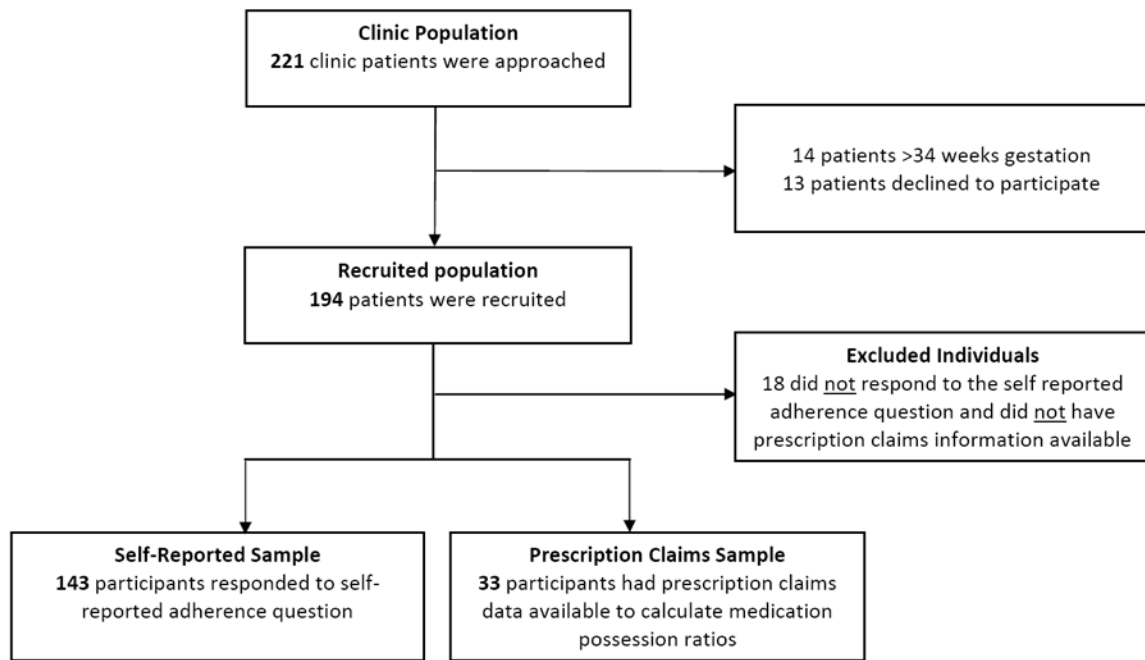 Clinic Population
221 clinic patients were approached
14 patients >34 weeks gestation
13 patients declined to participate
Recruited population
194 patients were recruited
Excluded Individuals
18 did not respond to the self reported
adherence question and did not have
prescription claims information available
Self-Reported Sample
143 participants responded to self-
reported adherence question
Prescription Claims Sample
33 participants had prescription claims
data available to calculate medication
possession ratios